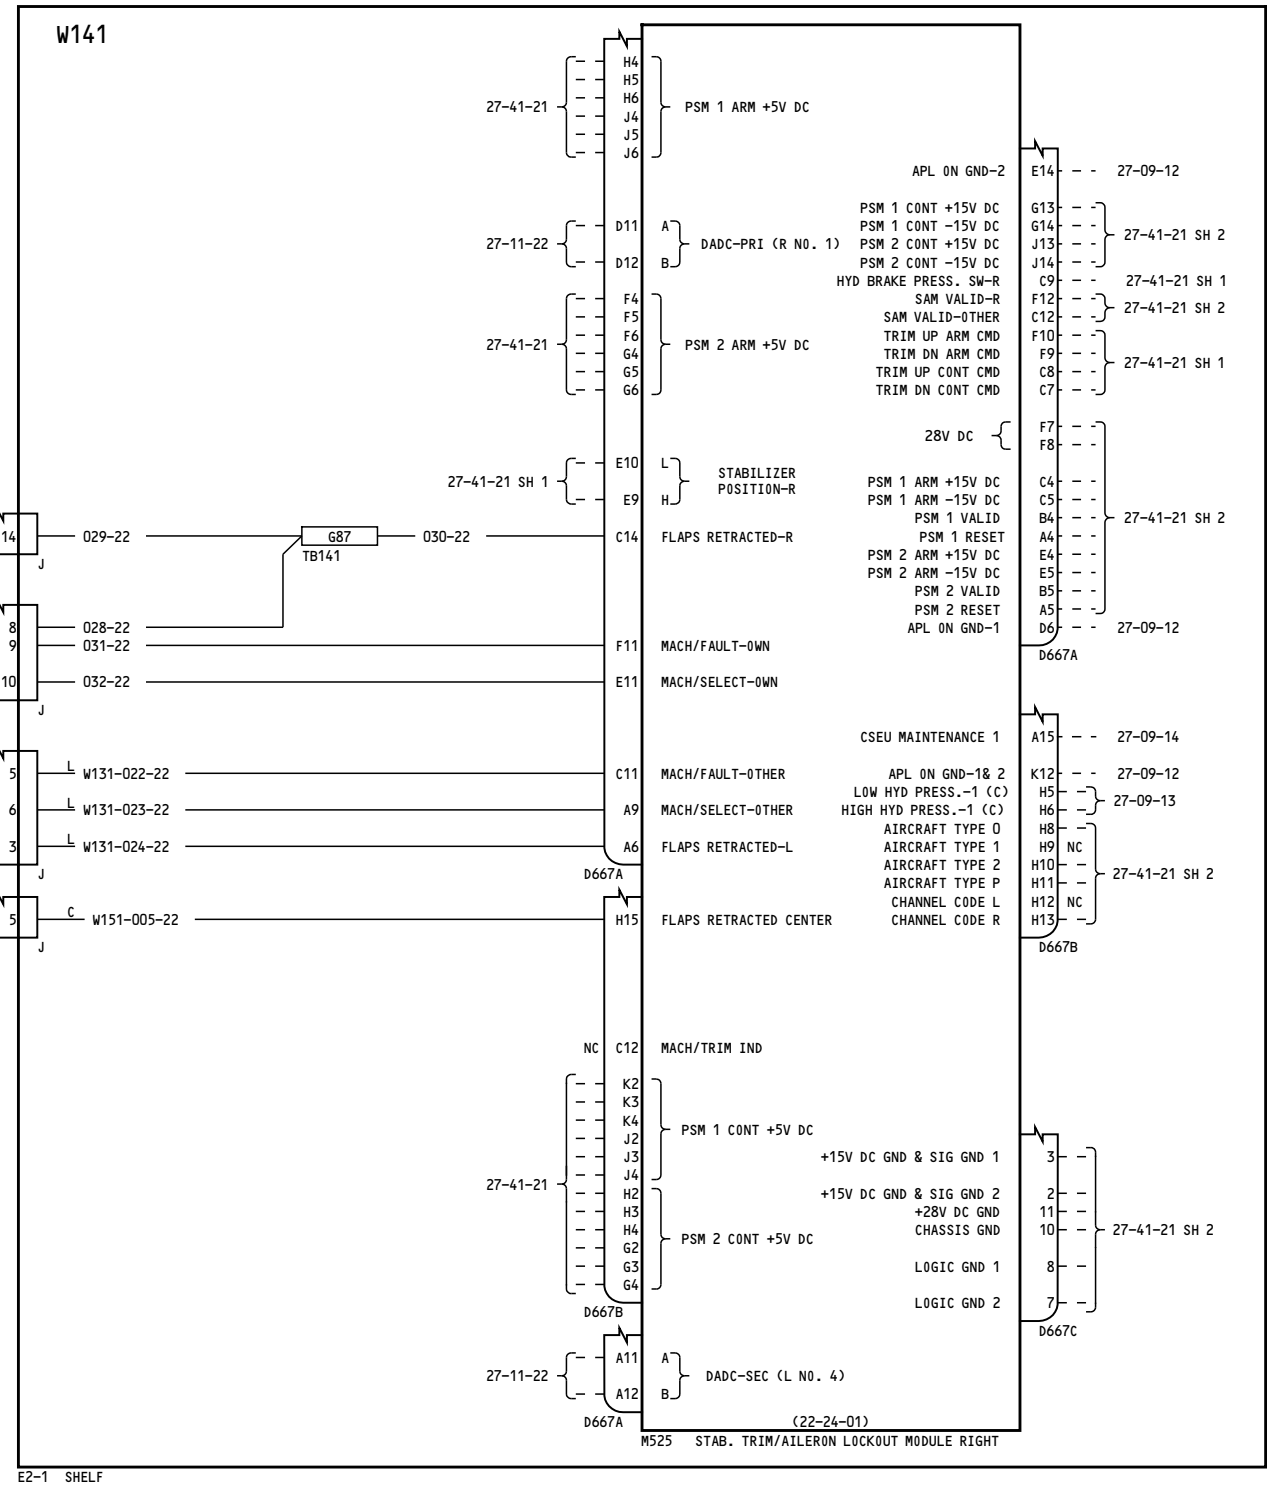 W141
27-41-21
H4
H5
H6
J4
J5
J6
PSM 1 ARM +5V DC
27-11-22
D11 A
D12 B
DADC-PRI (R NO. 1)
27-41-21
F4
F5
F6
G4
G5
G6
PSM 2 ARM +5V DC
27-41-21 SH 1
E10 L
E9 H
STABILIZER
POSITION-R
14 029-22 G87 030-22 C14 FLAPS RETRACTED-R
TB141
J
8 028-22
9 031-22 F11 MACH/FAULT-OWN
10 032-22 E11 MACH/SELECT-OWN
J
5 L W131-022-22 C11 MACH/FAULT-OTHER
6 L W131-023-22 A9 MACH/SELECT-OTHER
3 L W131-024-22 A6 FLAPS RETRACTED-L
J
D667A
5 C W151-005-22 H15 FLAPS RETRACTED CENTER
J
NC C12 MACH/TRIM IND
27-41-21
K2
K3
K4
J2
J3
J4
PSM 1 CONT +5V DC
H2
H3
H4
G2
G3
G4
PSM 2 CONT +5V DC
D667B
27-11-22
A11 A
A12 B
DADC-SEC (L NO. 4)
D667A
APL ON GND-2 E14 27-09-12
PSM 1 CONT +15V DC G13
PSM 1 CONT -15V DC G14
PSM 2 CONT +15V DC J13
PSM 2 CONT -15V DC J14
27-41-21 SH 2
HYD BRAKE PRESS. SW-R C9 27-41-21 SH 1
SAM VALID-R F12
SAM VALID-OTHER C12
27-41-21 SH 2
TRIM UP ARM CMD F10
TRIM DN ARM CMD F9
TRIM UP CONT CMD C8
TRIM DN CONT CMD C7
27-41-21 SH 1
28V DC
F7
F8
PSM 1 ARM +15V DC C4
PSM 1 ARM -15V DC C5
PSM 1 VALID B4
PSM 1 RESET A4
PSM 2 ARM +15V DC E4
PSM 2 ARM -15V DC E5
PSM 2 VALID B5
PSM 2 RESET A5
27-41-21 SH 2
APL ON GND-1 D6 27-09-12
D667A
CSEU MAINTENANCE 1 A15 27-09-14
APL ON GND-1& 2 K12 27-09-12
LOW HYD PRESS.-1 (C) H5
HIGH HYD PRESS.-1 (C) H6
27-09-13
AIRCRAFT TYPE 0 H8
AIRCRAFT TYPE 1 H9 NC
AIRCRAFT TYPE 2 H10
AIRCRAFT TYPE P H11
CHANNEL CODE L H12 NC
CHANNEL CODE R H13
27-41-21 SH 2
D667B
+15V DC GND & SIG GND 1 3
+15V DC GND & SIG GND 2 2
+28V DC GND 11
CHASSIS GND 10
LOGIC GND 1 8
LOGIC GND 2 7
27-41-21 SH 2
D667C
(22-24-01)
M525 STAB. TRIM/AILERON LOCKOUT MODULE RIGHT
E2-1 SHELF